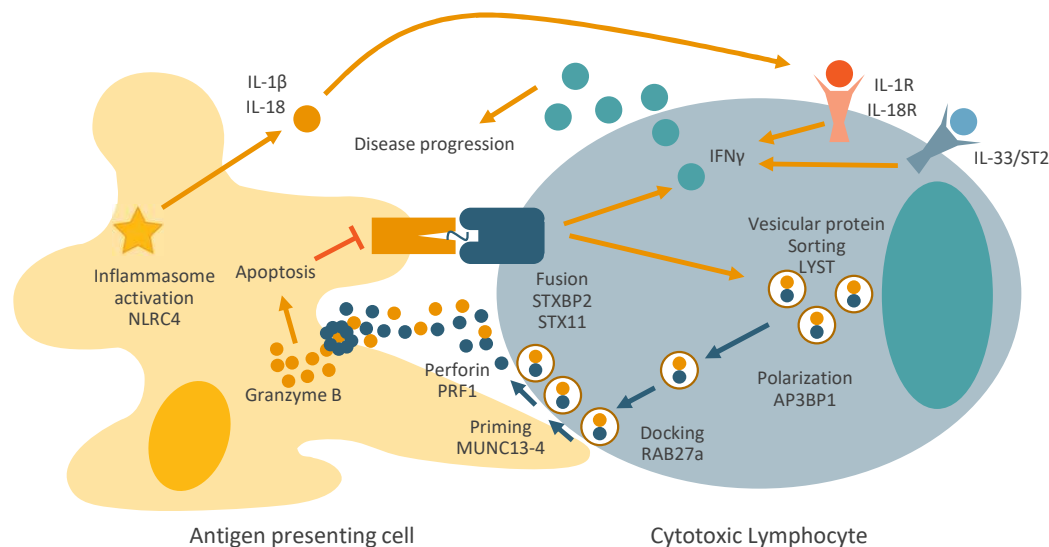 IL-1β
IL-18
IL-1R
IL-18R
Disease progression
IFNγ
IL-33/ST2
Vesicular protein
Sorting
LYST
Inflammasome
activation
NLRC4
Apoptosis
Fusion
STXBP2
STX11
Perforin
PRF1
Granzyme B
Polarization
AP3BP1
Priming
MUNC13-4
Docking
RAB27a
Antigen presenting cell
Cytotoxic Lymphocyte